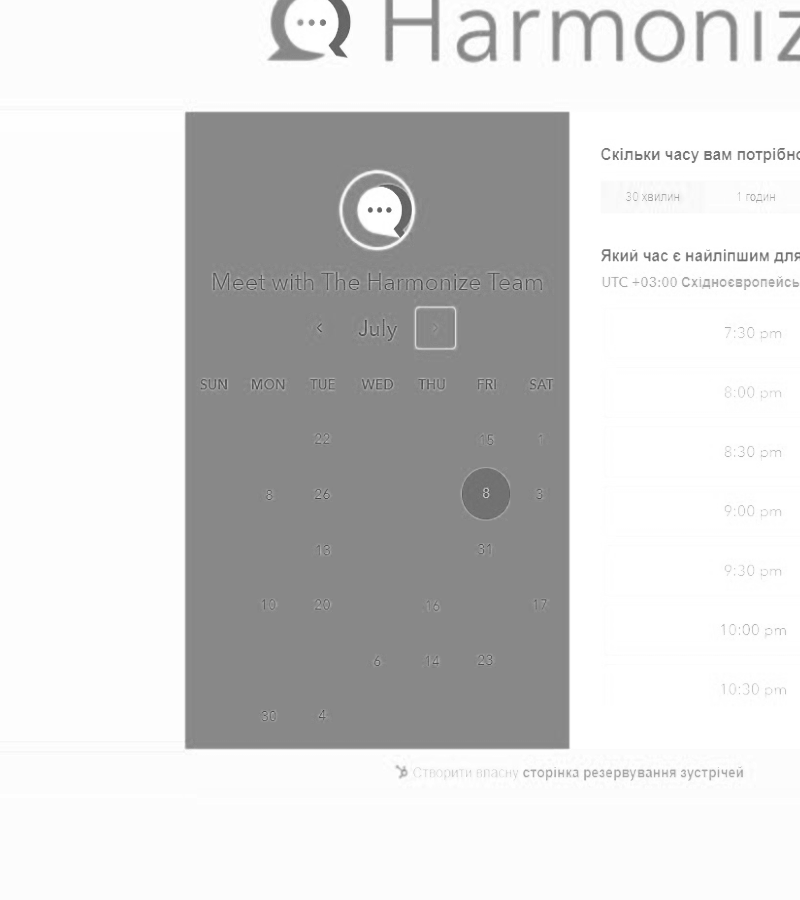 Harmoniz
Meet with The Harmonize Team
July
SUN MON TUE WED THU FRI SAT
22 15 1
8 26 8 3
13 31
19 20 16 17
6 14 23
30 4
Скільки часу вам потрібно
30 хвилин 1 годин
Який час є найліпшим для
UTC +03:00 Східноєвропейсь
7:30 pm
8:00 pm
8:30 pm
9:00 pm
9:30 pm
10:00 pm
10:30 pm
Створити власну сторінка резервування зустрічей